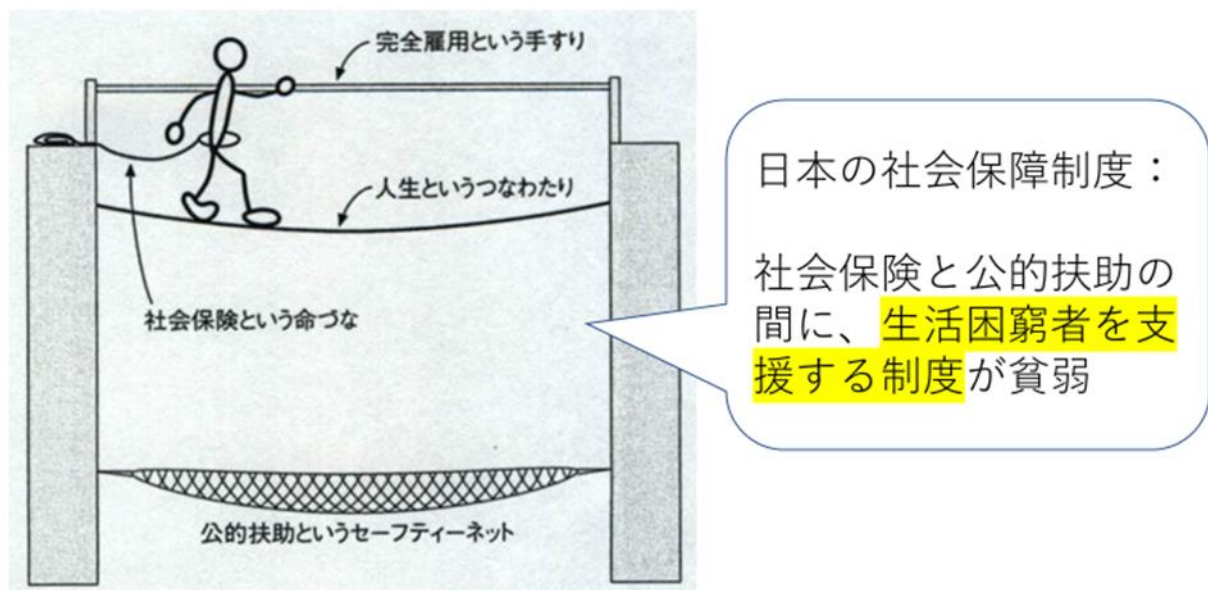 完全雇用という手すり
人生というつなわたり
社会保険という命づな
公的扶助というセーフティーネット
日本の社会保障制度：
社会保険と公的扶助の
間に、生活困窮者を支
援する制度が貧弱